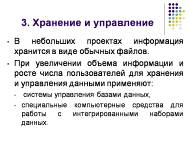 3. Хранение и управление
• В небольших проектах информация
хранится в виде обычных файлов.
• При увеличении объема информации и
росте числа пользователей для хранения
и управления данными применяют:
- системы управления базами данных,
- специальные компьютерные средства для
работы с интегрированными наборами
данных.